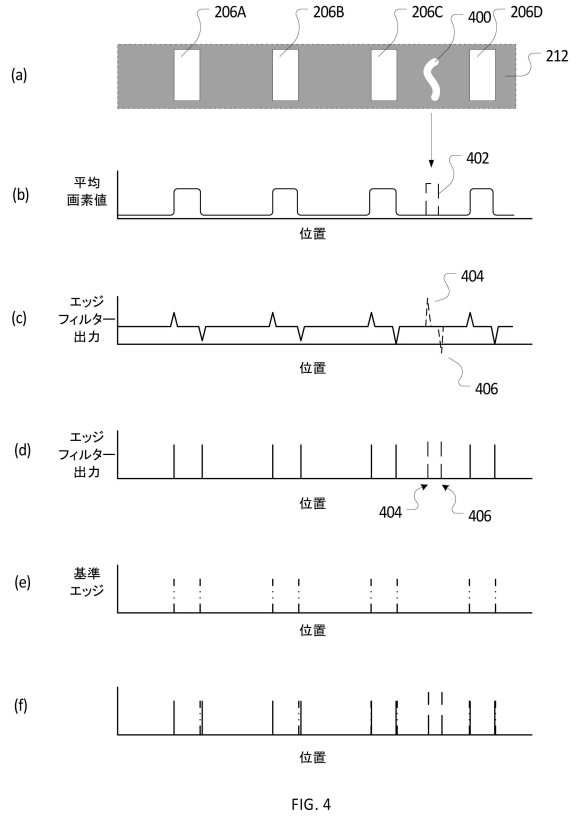 206A 206B 206C 400 206D
(a) 212
402
(b) 平均
画素値
位置
404
(c) エッジ
フィルター
出力
位置 406
(d) エッジ
フィルター
出力
位置 404 406
(e) 基準
エッジ
位置
(f)
位置
FIG. 4